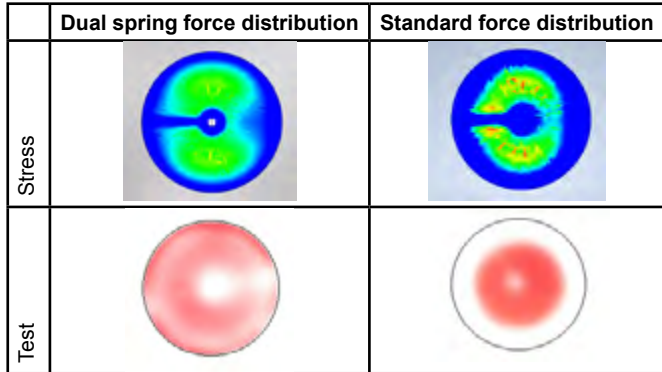 Dual spring force distribution
Standard force distribution
Stress
Test